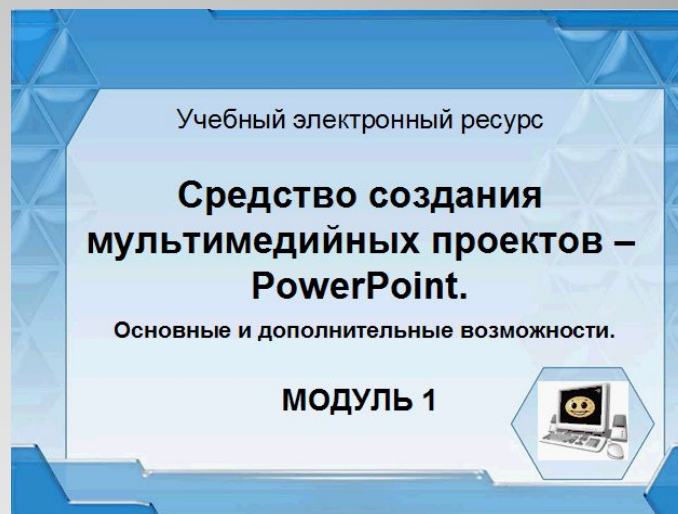 Учебный электронный ресурс
Средство создания
мультимедийных проектов –
PowerPoint.
Основные и дополнительные возможности.
МОДУЛЬ 1